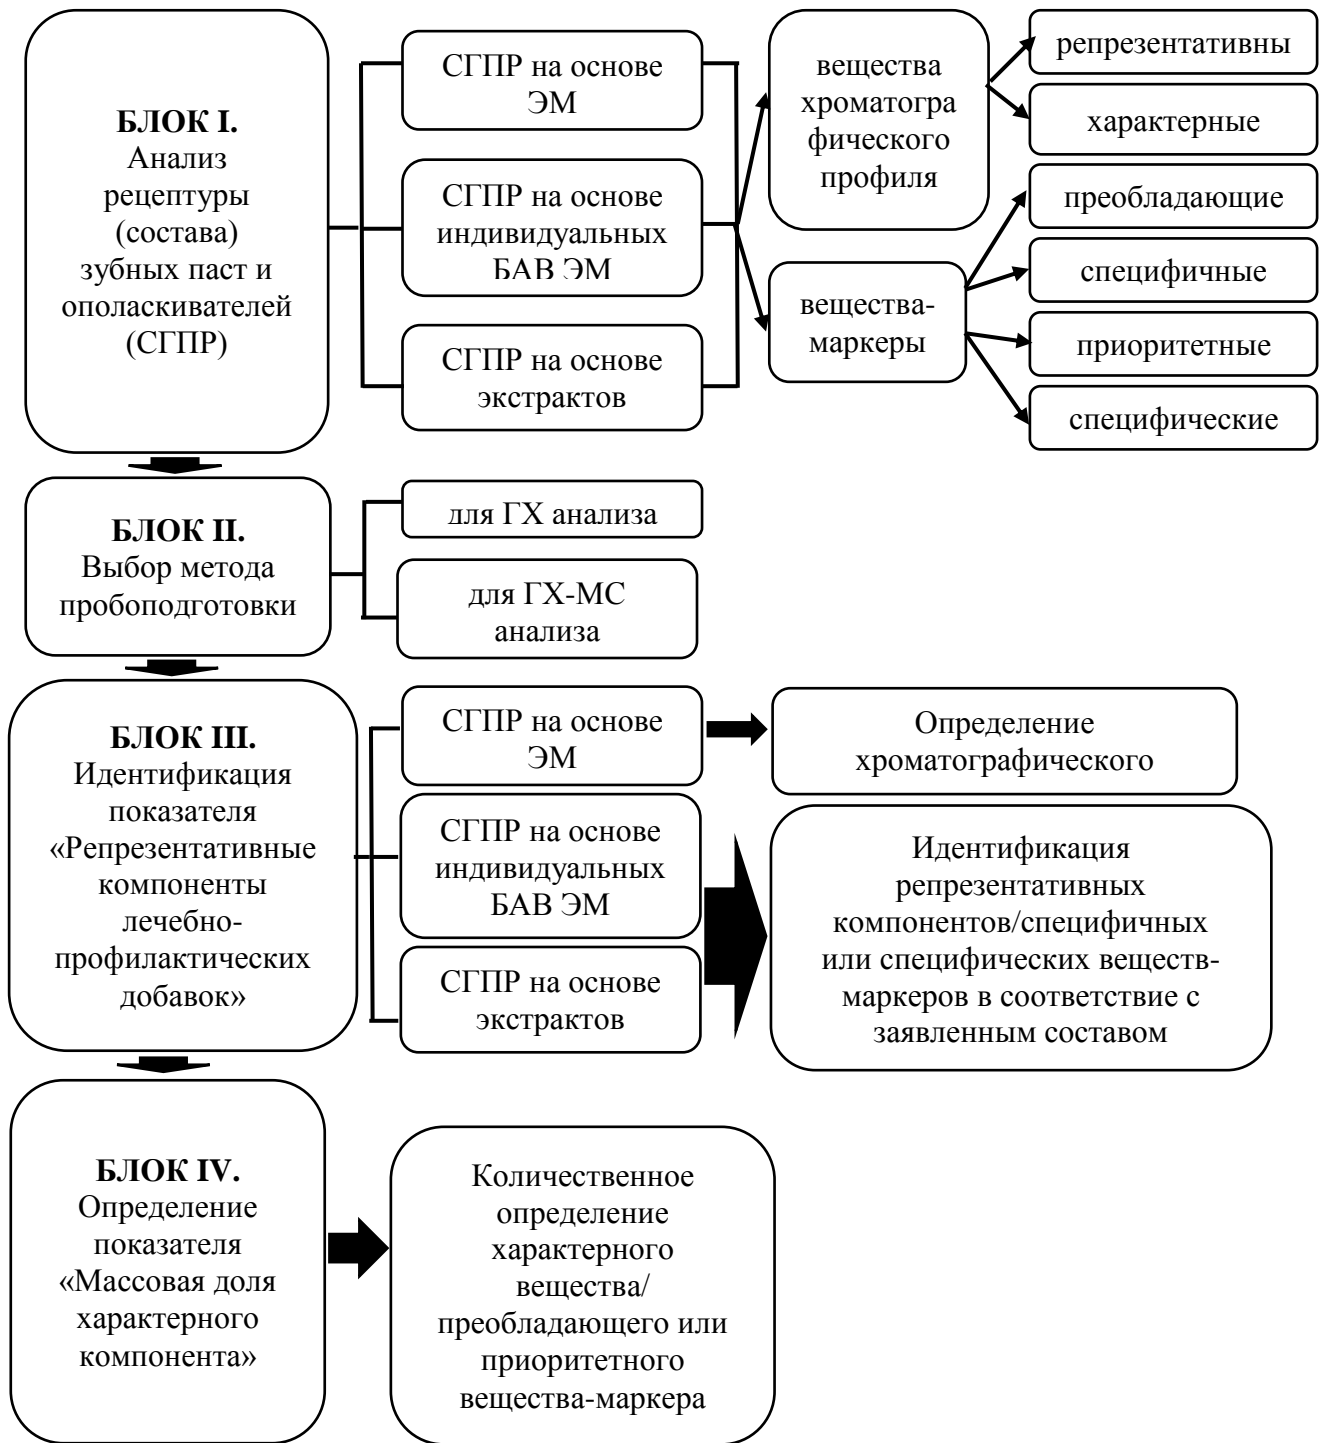 БЛОК I.
Анализ
рецептуры
(состава)
зубных паст и
ополаскивателей
(СГПР)
СГПР на основе
ЭМ
СГПР на основе
индивидуальных
БАВ ЭМ
СГПР на основе
экстрактов
вещества
хроматогра
фического
профиля
вещества-
маркеры
репрезентативны
характерные
преобладающие
специфичные
приоритетные
специфические
БЛОК II.
Выбор метода
пробоподготовки
для ГХ анализа
для ГХ-МС
анализа
БЛОК III.
Идентификация
показателя
«Репрезентативные
компоненты
лечебно-
профилактических
добавок»
СГПР на основе
ЭМ
СГПР на основе
индивидуальных
БАВ ЭМ
СГПР на основе
экстрактов
Определение
хроматографического
Идентификация
репрезентативных
компонентов/специфичных
или специфических веществ-
маркеров в соответствие с
заявленным составом
БЛОК IV.
Определение
показателя
«Массовая доля
характерного
компонента»
Количественное
определение
характерного
вещества/
преобладающего или
приоритетного
вещества-маркера